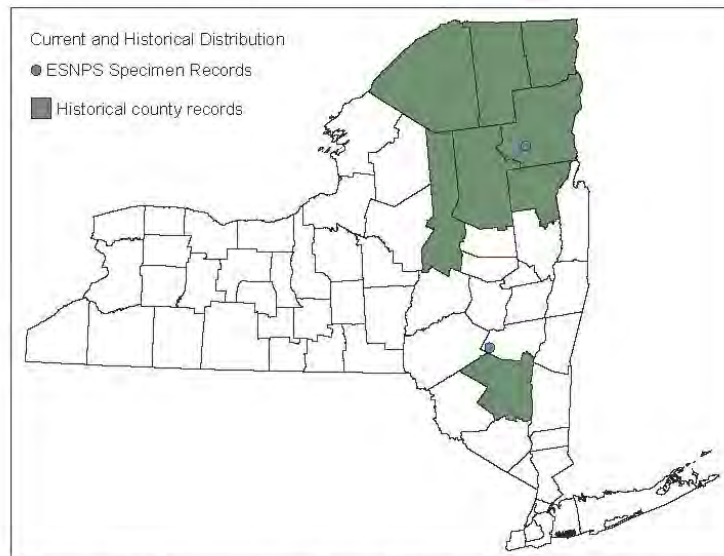 Current and Historical Distribution
ESNPS Specimen Records
Historical county records